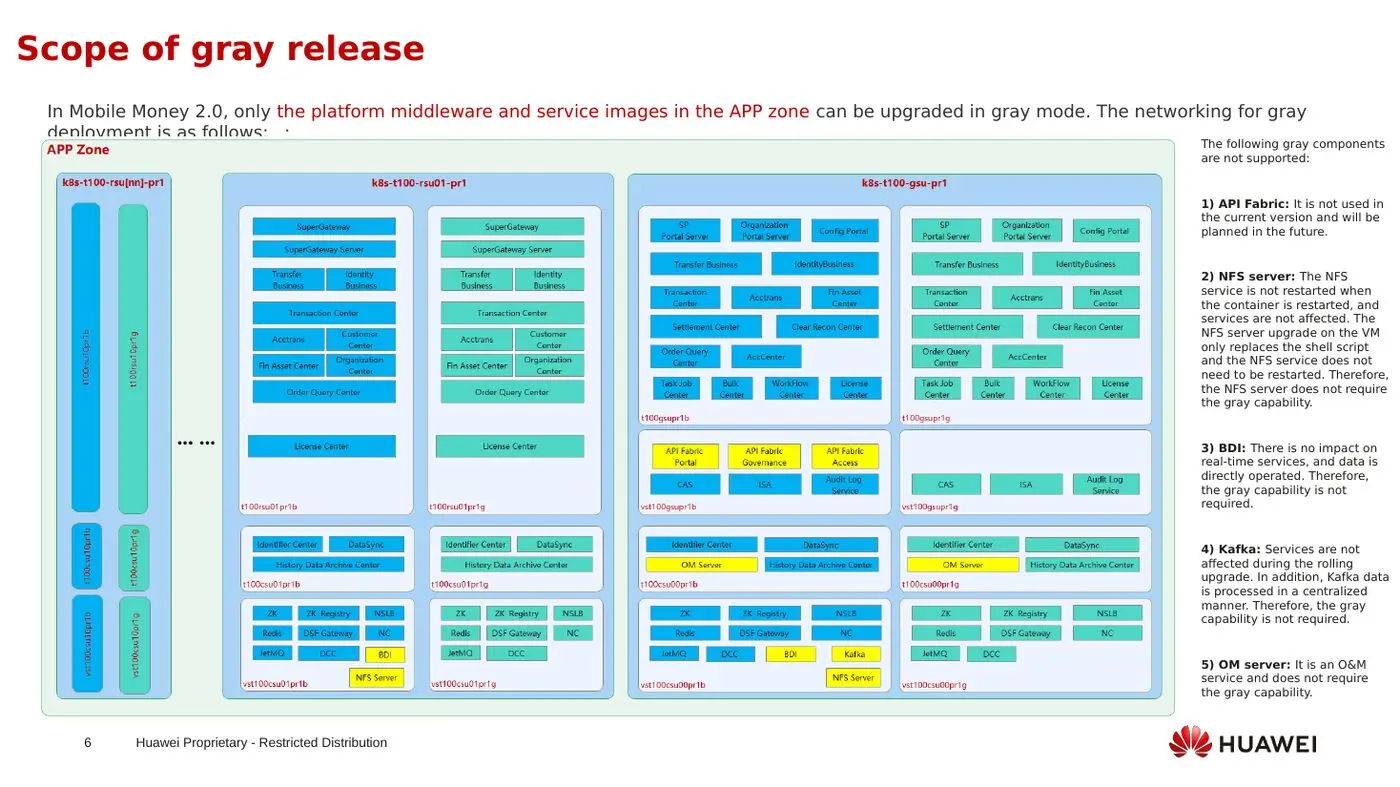 Scope of gray release
In Mobile Money 2.0, only the platform middleware and service images in the APP zone can be upgraded in gray mode. The networking for gray
deployment is as follows: :
APP Zone
k8s-t100-rsu[nn]-pr1
t100rsu10pr1b
t100rsu10pr1g
t100csu10pr1b
t100csu10pr1g
vst100csu10pr1b
vst100csu10pr1g
... ...
k8s-t100-rsu01-pr1
SuperGateway
SuperGateway Server
Transfer
Business
Identity
Business
Transaction Center
Acctrans
Customer
Center
Fin Asset Center
Organization
Center
Order Query Center
License Center
t100rsu01pr1b
SuperGateway
SuperGateway Server
Transfer
Business
Identity
Business
Transaction Center
Acctrans
Customer
Center
Fin Asset Center
Organization
Center
Order Query Center
License Center
t100rsu01pr1g
Identifier Center
DataSync
History Data Archive Center
t100csu01pr1b
Identifier Center
DataSync
History Data Archive Center
t100csu01pr1g
ZK
ZK Registry
NSLB
Redis
DSF Gateway
NC
JetMQ
DCC
BDI
NFS Server
vst100csu01pr1b
ZK
ZK Registry
NSLB
Redis
DSF Gateway
NC
JetMQ
DCC
vst100csu01pr1g
k8s-t100-gsu-pr1
SP
Portal Server
Organization
Portal Server
Config Portal
Transfer Business
IdentityBusiness
Transaction
Center
Acctrans
Fin Asset
Center
Settlement Center
Clear Recon Center
Order Query
Center
AccCenter
Task Job
Center
Bulk
Center
WorkFlow
Center
License
Center
t100gsupr1b
SP
Portal Server
Organization
Portal Server
Config Portal
Transfer Business
IdentityBusiness
Transaction
Center
Acctrans
Fin Asset
Center
Settlement Center
Clear Recon Center
Order Query
Center
AccCenter
Task Job
Center
Bulk
Center
WorkFlow
Center
License
Center
t100gsupr1g
API Fabric
Portal
API Fabric
Governance
API Fabric
Access
CAS
ISA
Audit Log
Service
vst100gsupr1b
CAS
ISA
Audit Log
Service
vst100gsupr1g
Identifier Center
DataSync
OM Server
History Data Archive Center
t100csu00pr1b
Identifier Center
DataSync
OM Server
History Data Archive Center
t100csu00pr1g
ZK
ZK Registry
NSLB
Redis
DSF Gateway
NC
JetMQ
DCC
BDI
Kafka
NFS Server
vst100csu00pr1b
ZK
ZK Registry
NSLB
Redis
DSF Gateway
NC
JetMQ
DCC
vst100csu00pr1g
The following gray components
are not supported:
1) API Fabric: It is not used in
the current version and will be
planned in the future.
2) NFS server: The NFS
service is not restarted when
the container is restarted, and
services are not affected. The
NFS server upgrade on the VM
only replaces the shell script
and the NFS service does not
need to be restarted. Therefore,
the NFS server does not require
the gray capability.
3) BDI: There is no impact on
real-time services, and data is
directly operated. Therefore,
the gray capability is not
required.
4) Kafka: Services are not
affected during the rolling
upgrade. In addition, Kafka data
is processed in a centralized
manner. Therefore, the gray
capability is not required.
5) OM server: It is an O&M
service and does not require
the gray capability.
6
Huawei Proprietary - Restricted Distribution
HUAWEI